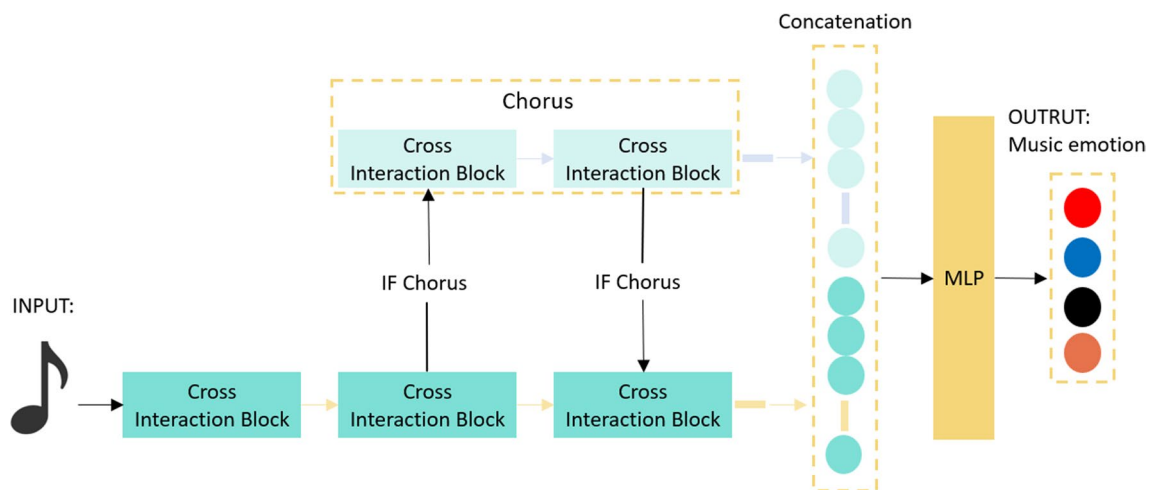 Concatenation
Chorus
Cross
Interaction Block
Cross
Interaction Block
OUTRUT:
Music emotion
IF Chorus
IF Chorus
MLP
INPUT:
Cross
Interaction Block
Cross
Interaction Block
Cross
Interaction Block